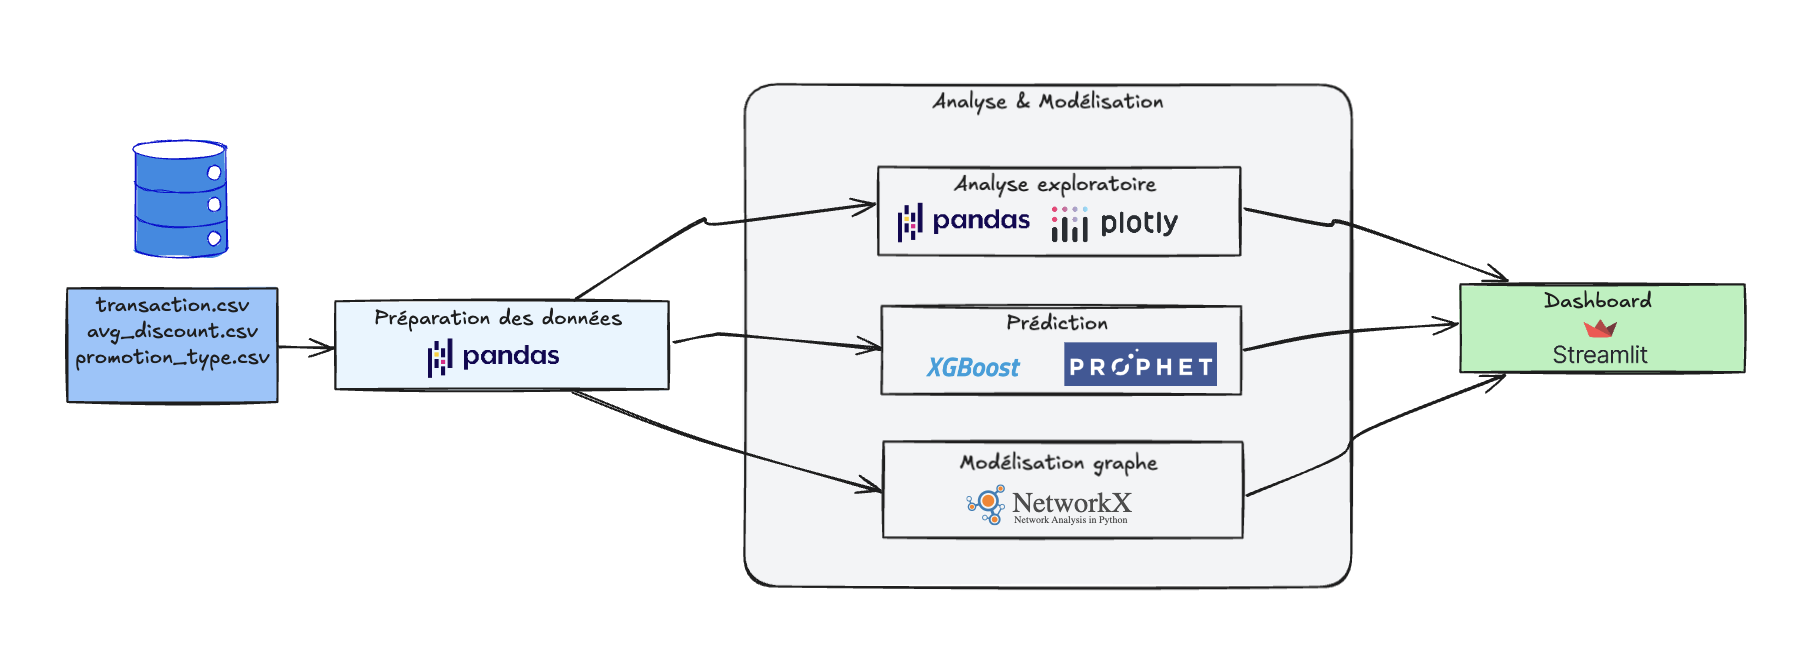 transaction.csv
avg_discount.csv
promotion_type.csv
Préparation des données
pandas
Analyse & Modélisation
Analyse exploratoire
pandas plotly
Prédiction
XGBoost PROPHET
Modélisation graphe
NetworkX
Network Analysis in Python
Dashboard
Streamlit